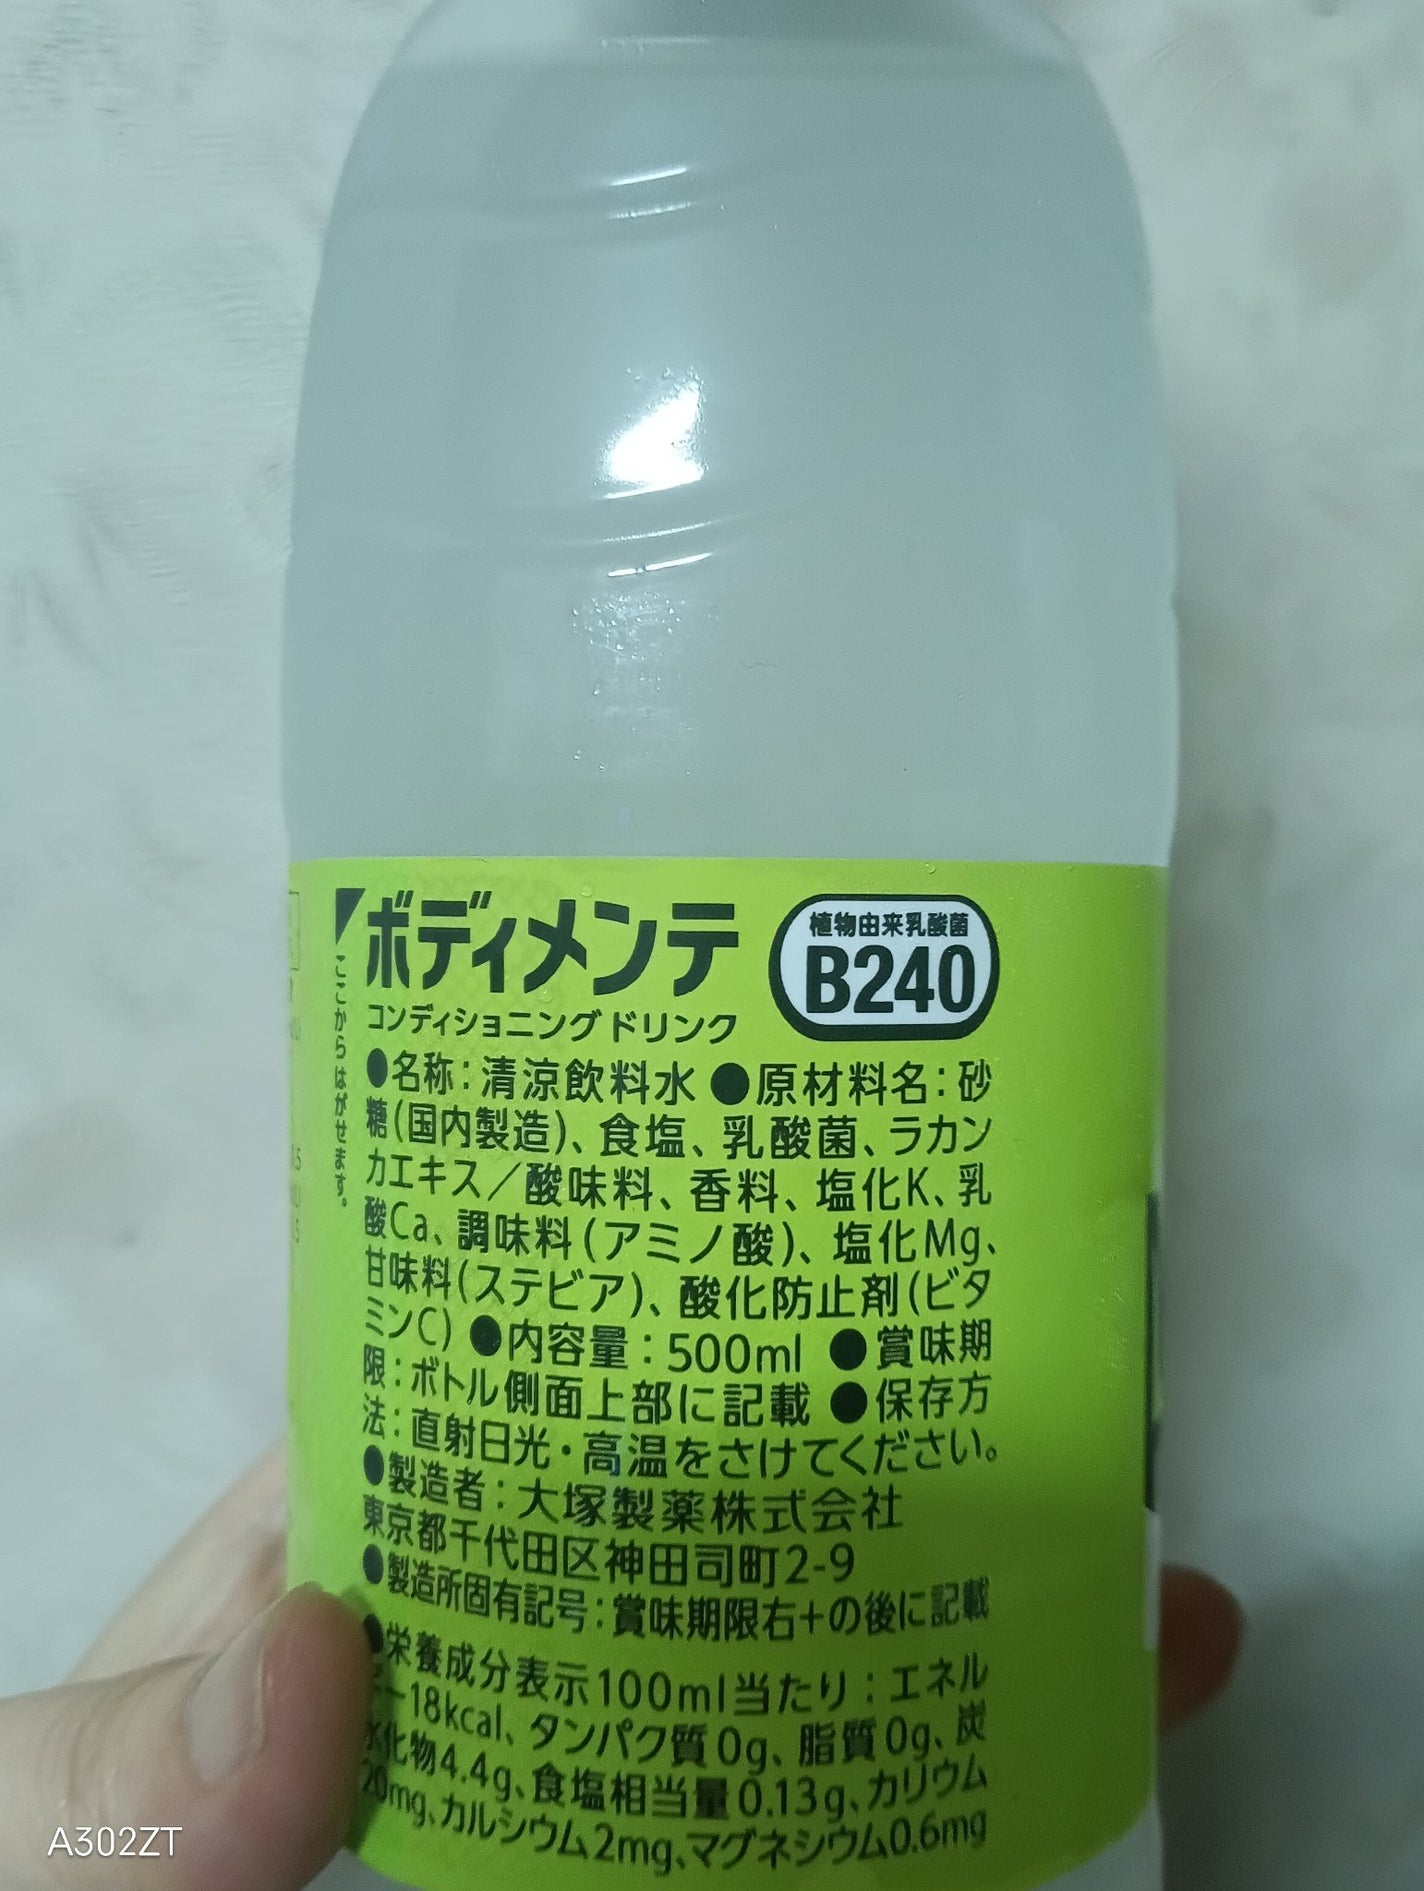 ボディメンテ
植物由来乳酸菌
B240
コンディショニングドリンク
ここからはがせます。
●名称：清涼飲料水 ●原材料名：砂
糖（国内製造）、食塩、乳酸菌、ラカン
カエキス／酸味料、香料、塩化K、乳
酸Ca、調味料（アミノ酸）、塩化Mg、
甘味料（ステビア）、酸化防止剤（ビタ
ミンC） ●内容量：500ml ●賞味期
限：ボトル側面上部に記載 ●保存方
法：直射日光・高温をさけてください。
●製造者：大塚製薬株式会社
東京都千代田区神田司町2-9
●製造所固有記号：賞味期限右+の後に記載
●栄養成分表示100ml当たり：エネル
ギー18kcal、タンパク質0g、脂質0g、炭
水化物4.4g、食塩相当量0.13g、カリウム
20mg、カルシウム2mg、マグネシウム0.6mg
A302ZT